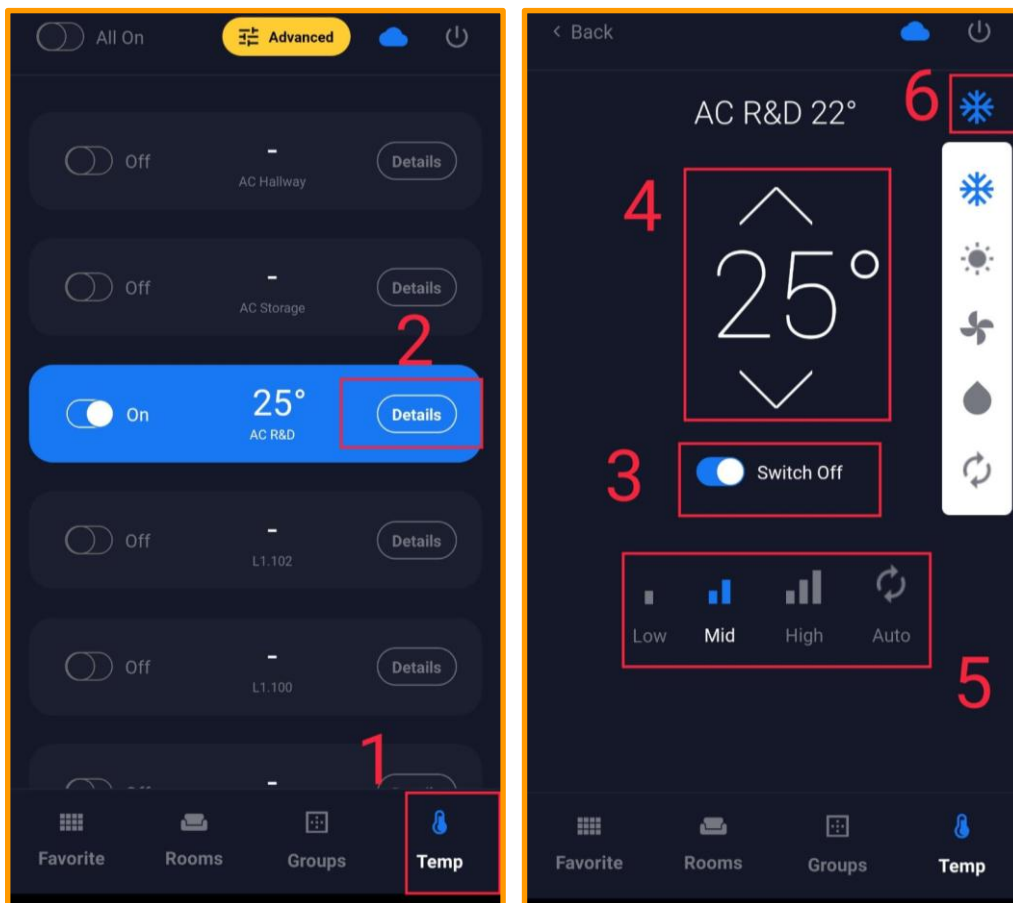 All On
Advanced
Off
-
AC Hallway
Details
Off
-
AC Storage
Details
2
On
25°
AC R&D
Details
Off
-
L1.102
Details
Off
-
L1.100
Details
1
-
Favorite
Rooms
Groups
Temp
< Back
AC R&D 22°
6
4
25°
3
Switch Off
Low
Mid
High
Auto
5
Favorite
Rooms
Groups
Temp